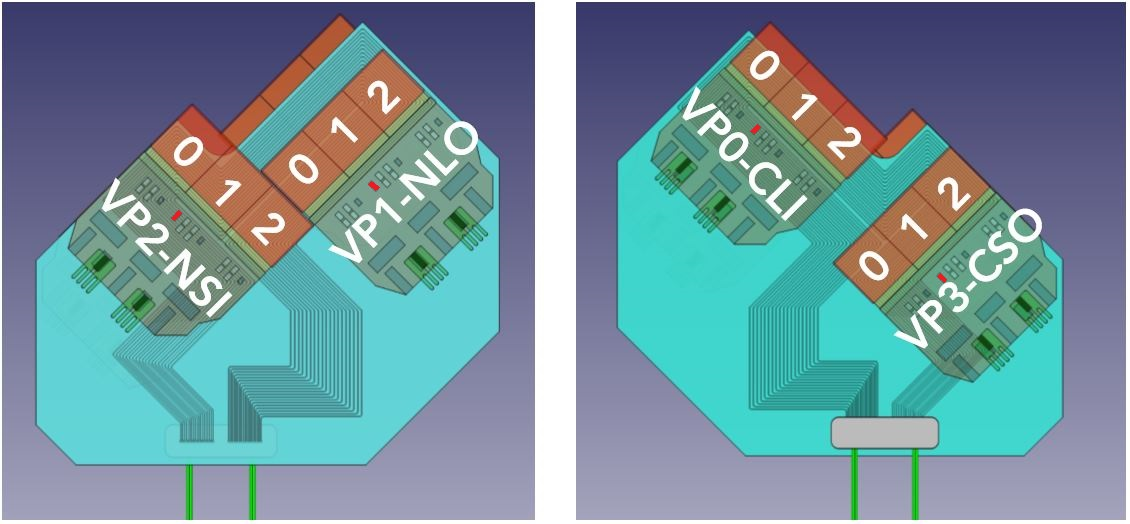 0 1 2
VP2-NSI
0 1 2
VP1-NLO
0 1 2
VP0-CLI
0 1 2
VP3-CSO